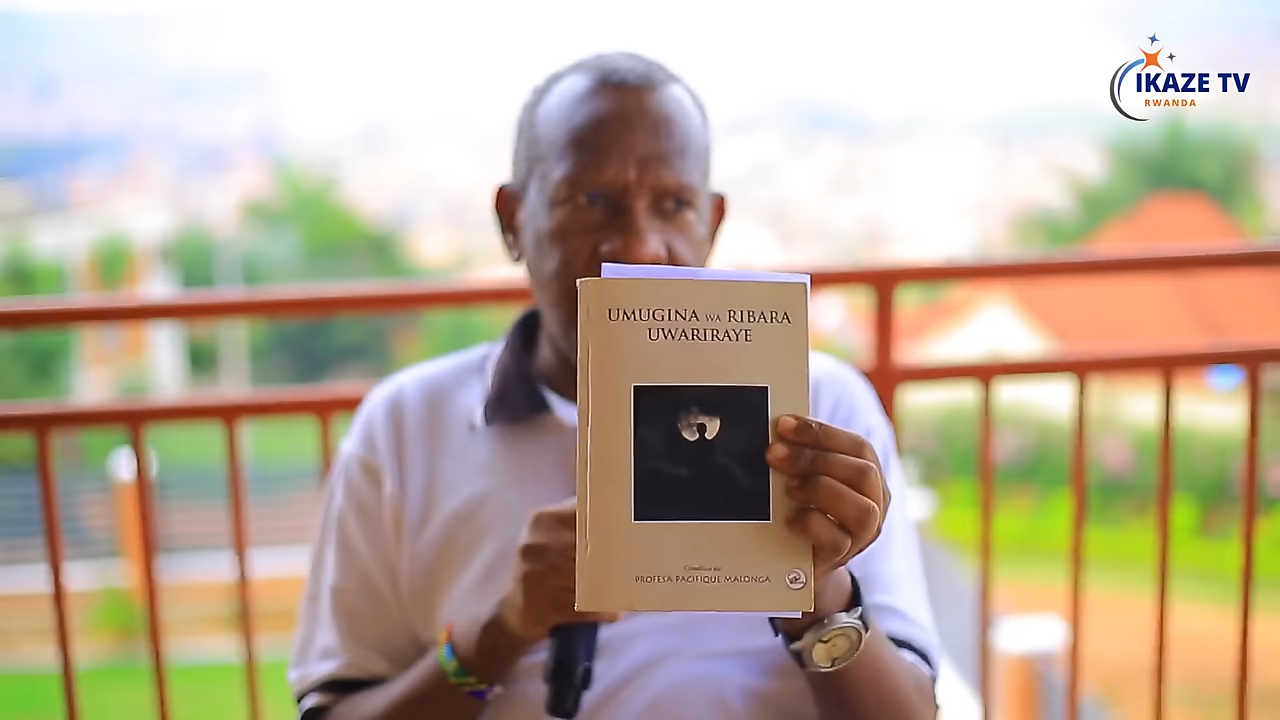 IKAZE TV
RWANDA
UMUGINA WA RIBARA
UWARIRAYE
PROFESA PACIFIQUE MALONGA